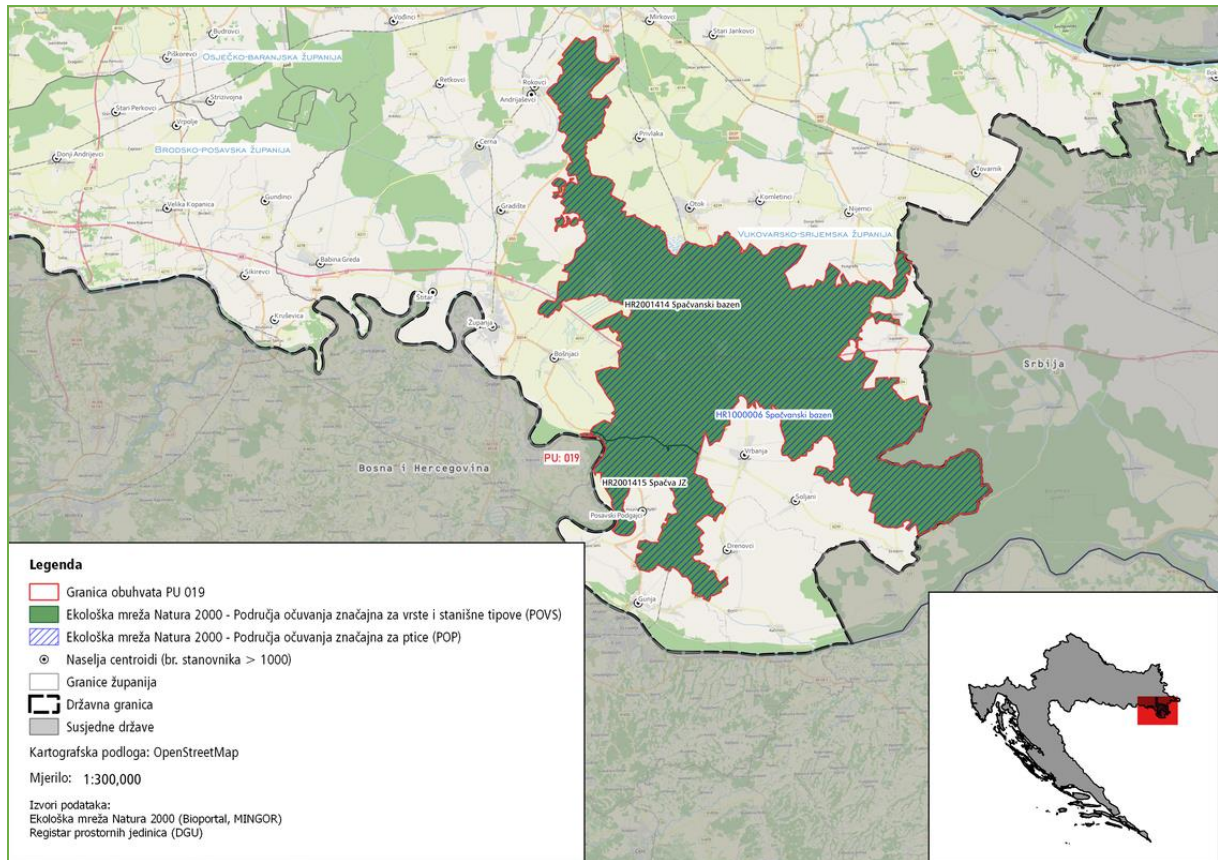 Vođinci
Mirkovci
Budrovci
Stari Jankovci
Piškorevci
OSJEČKO-BARANJSKA ŽUPANIJA
Retkovci
Rokovci
Andrijaševci
Strizivojna
Ilok
Stari Perkovci
Vrpolje
Privlaka
Cerna
BRODSKO-POSAVSKA ŽUPANIJA
Donji Andrijevci
Tovarnik
Velika Kopanica
Gundinci
Gradište
Otok
Komletinci
Nijemci
VUKOVARSKO-SRIJEMSKA ŽUPANIJA
Babina Greda
Sikirevci
Štitar
HR2001414 Spačvanski bazen
Kruševica
Županja
Bošnjaci
Srbija
HR1000006 Spačvanski bazen
PU: 019
Bosna i Hercegovina
Vrbanja
HR2001415 Spačva JZ
Soljani
Posavski Podgajci
Drenovci
Gunja
Legenda
Granica obuhvata PU 019
Ekološka mreža Natura 2000 - Područja očuvanja značajna za vrste i stanišne tipove (POVS)
Ekološka mreža Natura 2000 - Područja očuvanja značajna za ptice (POP)
Naselja centroidi (br. stanovnika > 1000)
Granice županija
Državna granica
Susjedne države
Kartografska podloga: OpenStreetMap
Mjerilo: 1:300,000
Izvori podataka:
Ekološka mreža Natura 2000 (Bioportal, MINGOR)
Registar prostornih jedinica (DGU)